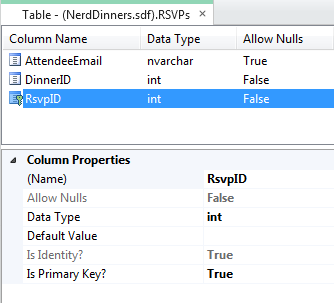 Table - (NerdDinners.sdf).RSVPs ×
Column Name Data Type Allow Nulls
AttendeeEmail nvarchar True
DinnerID int False
RsvpID int False
Column Properties
(Name) RsvpID
Allow Nulls False
Data Type int
Default Value
Is Identity? True
Is Primary Key? True